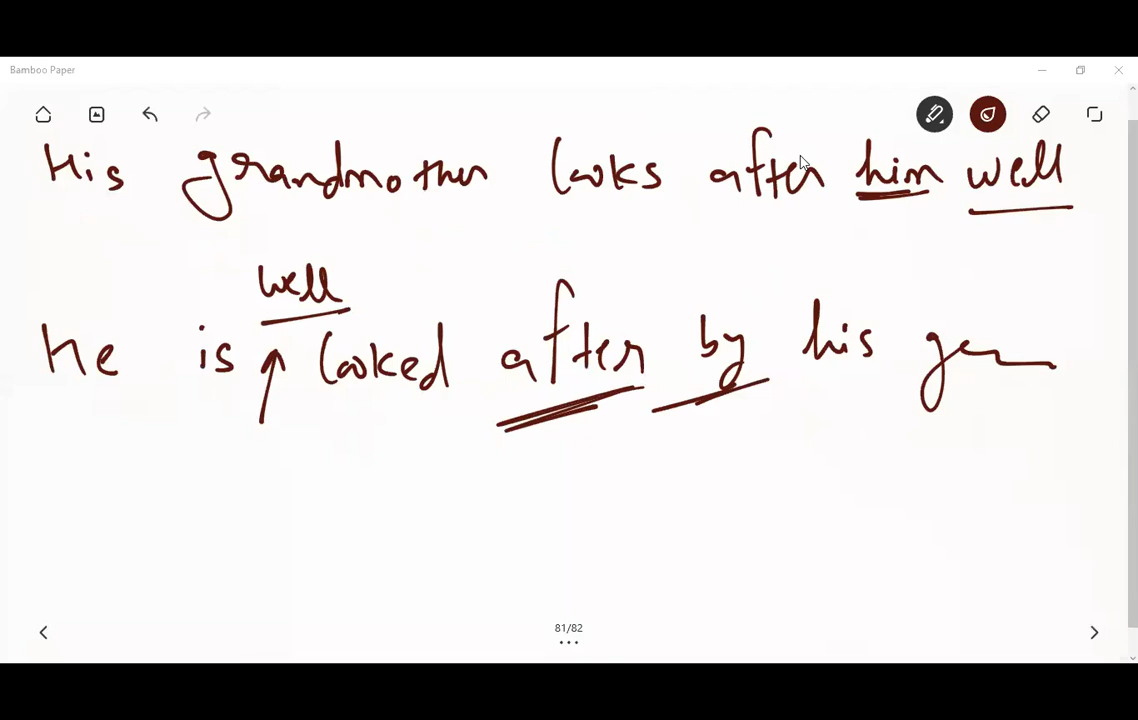 Bamboo Paper
His grandmother looks after him well
well
He is looked after by his
81/82